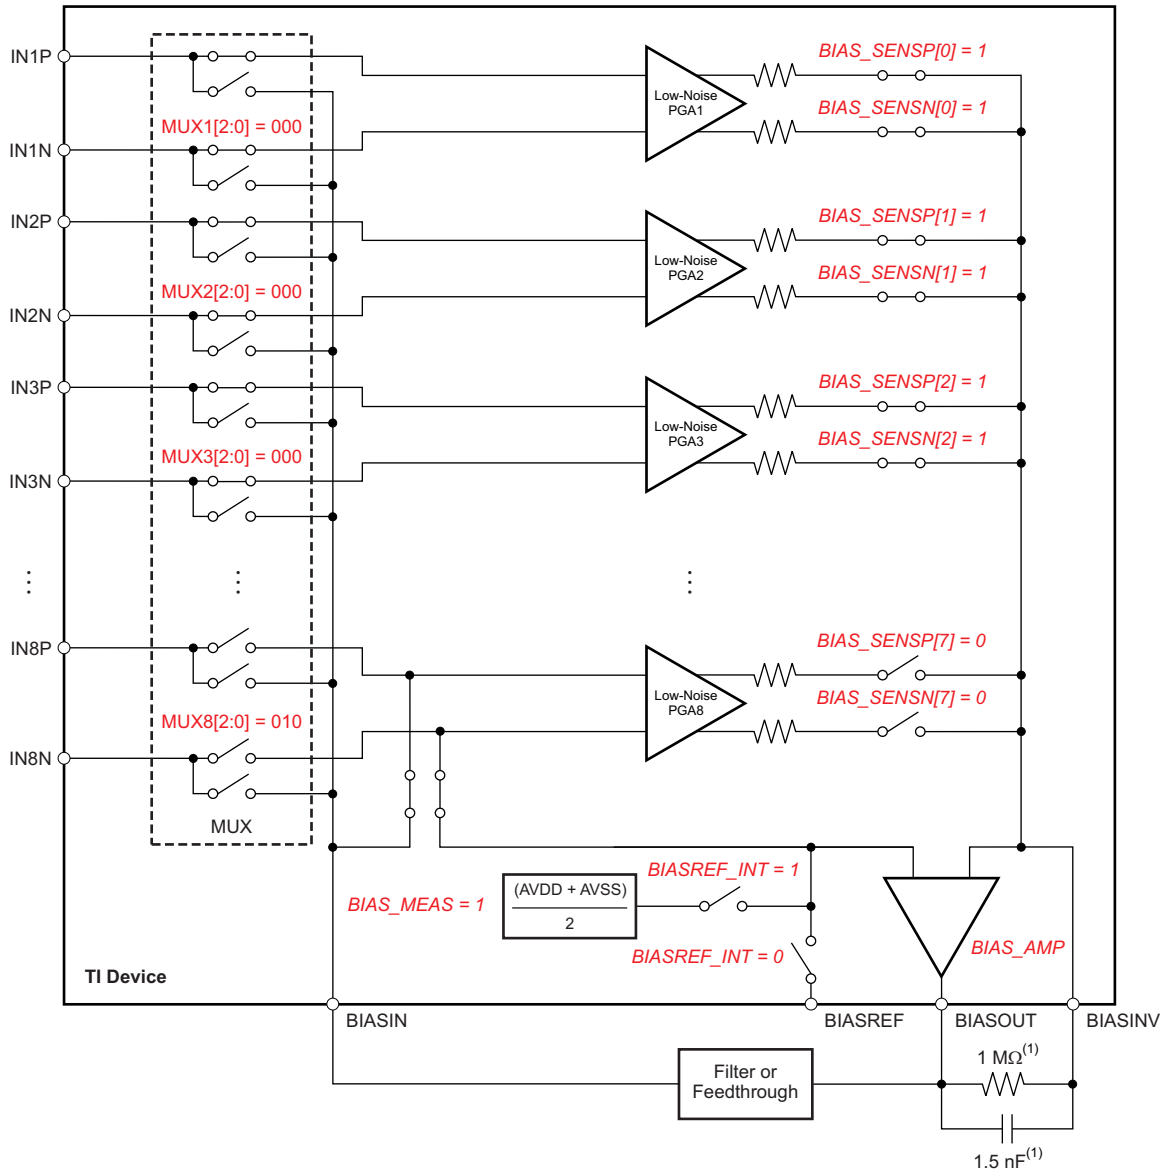 IN1P
BIAS_SENSP[0] = 1
Low-Noise
PGA1
BIAS_SENSN[0] = 1
MUX1[2:0] = 000
IN1N
IN2P
BIAS_SENSP[1] = 1
Low-Noise
PGA2
BIAS_SENSN[1] = 1
MUX2[2:0] = 000
IN2N
IN3P
BIAS_SENSP[2] = 1
Low-Noise
PGA3
BIAS_SENSN[2] = 1
MUX3[2:0] = 000
IN3N
IN8P
BIAS_SENSP[7] = 0
Low-Noise
PGA8
BIAS_SENSN[7] = 0
MUX8[2:0] = 010
IN8N
MUX
BIASREF_INT = 1
(AVDD + AVSS)
2
BIAS_MEAS = 1
BIASREF_INT = 0
BIAS_AMP
TI Device
BIASIN
BIASREF
BIASOUT
BIASINV
1 MΩ(1)
Filter or
Feedthrough
1.5 nF(1)